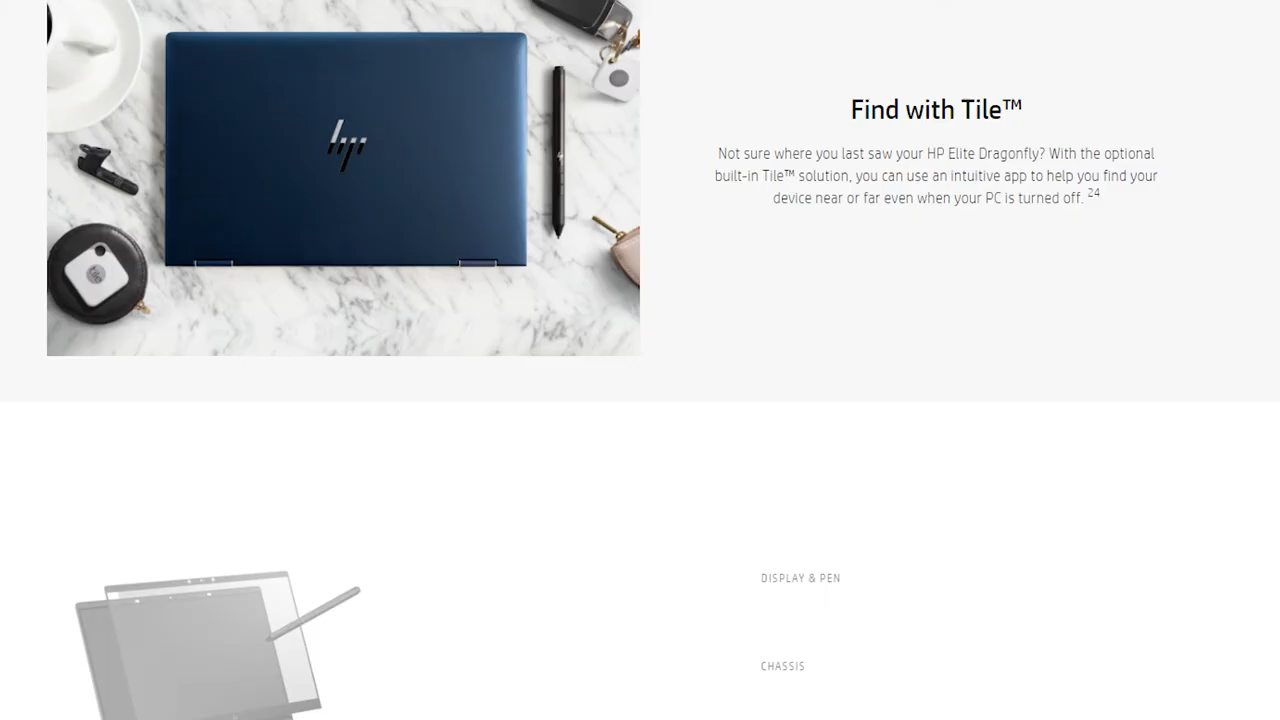 hp
tile
Find with Tile™
Not sure where you last saw your HP Elite Dragonfly? With the optional
built-in Tile™ solution, you can use an intuitive app to help you find your
device near or far even when your PC is turned off. 24
DISPLAY & PEN
CHASSIS